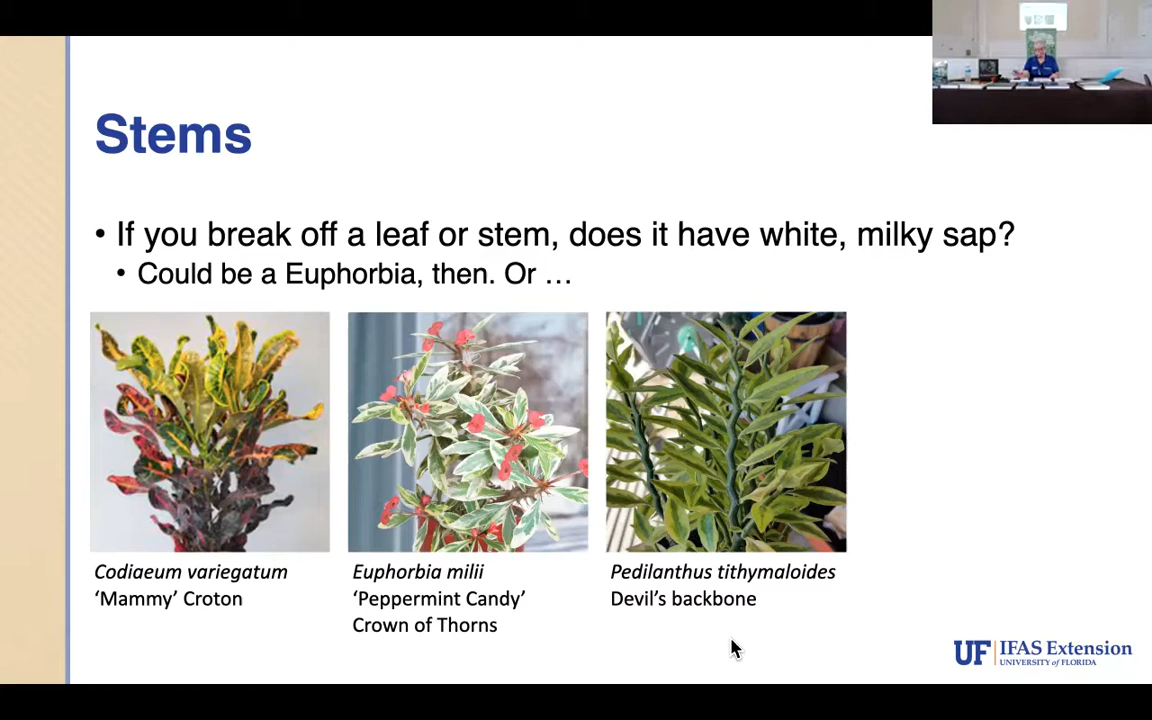 Stems
• If you break off a leaf or stem, does it have white, milky sap?
• Could be a Euphorbia, then. Or …
Codiaeum variegatum
‘Mammy’ Croton
Euphorbia milii
‘Peppermint Candy’
Crown of Thorns
Pedilanthus tithymaloides
Devil’s backbone
UF IFAS Extension
UNIVERSITY of FLORIDA